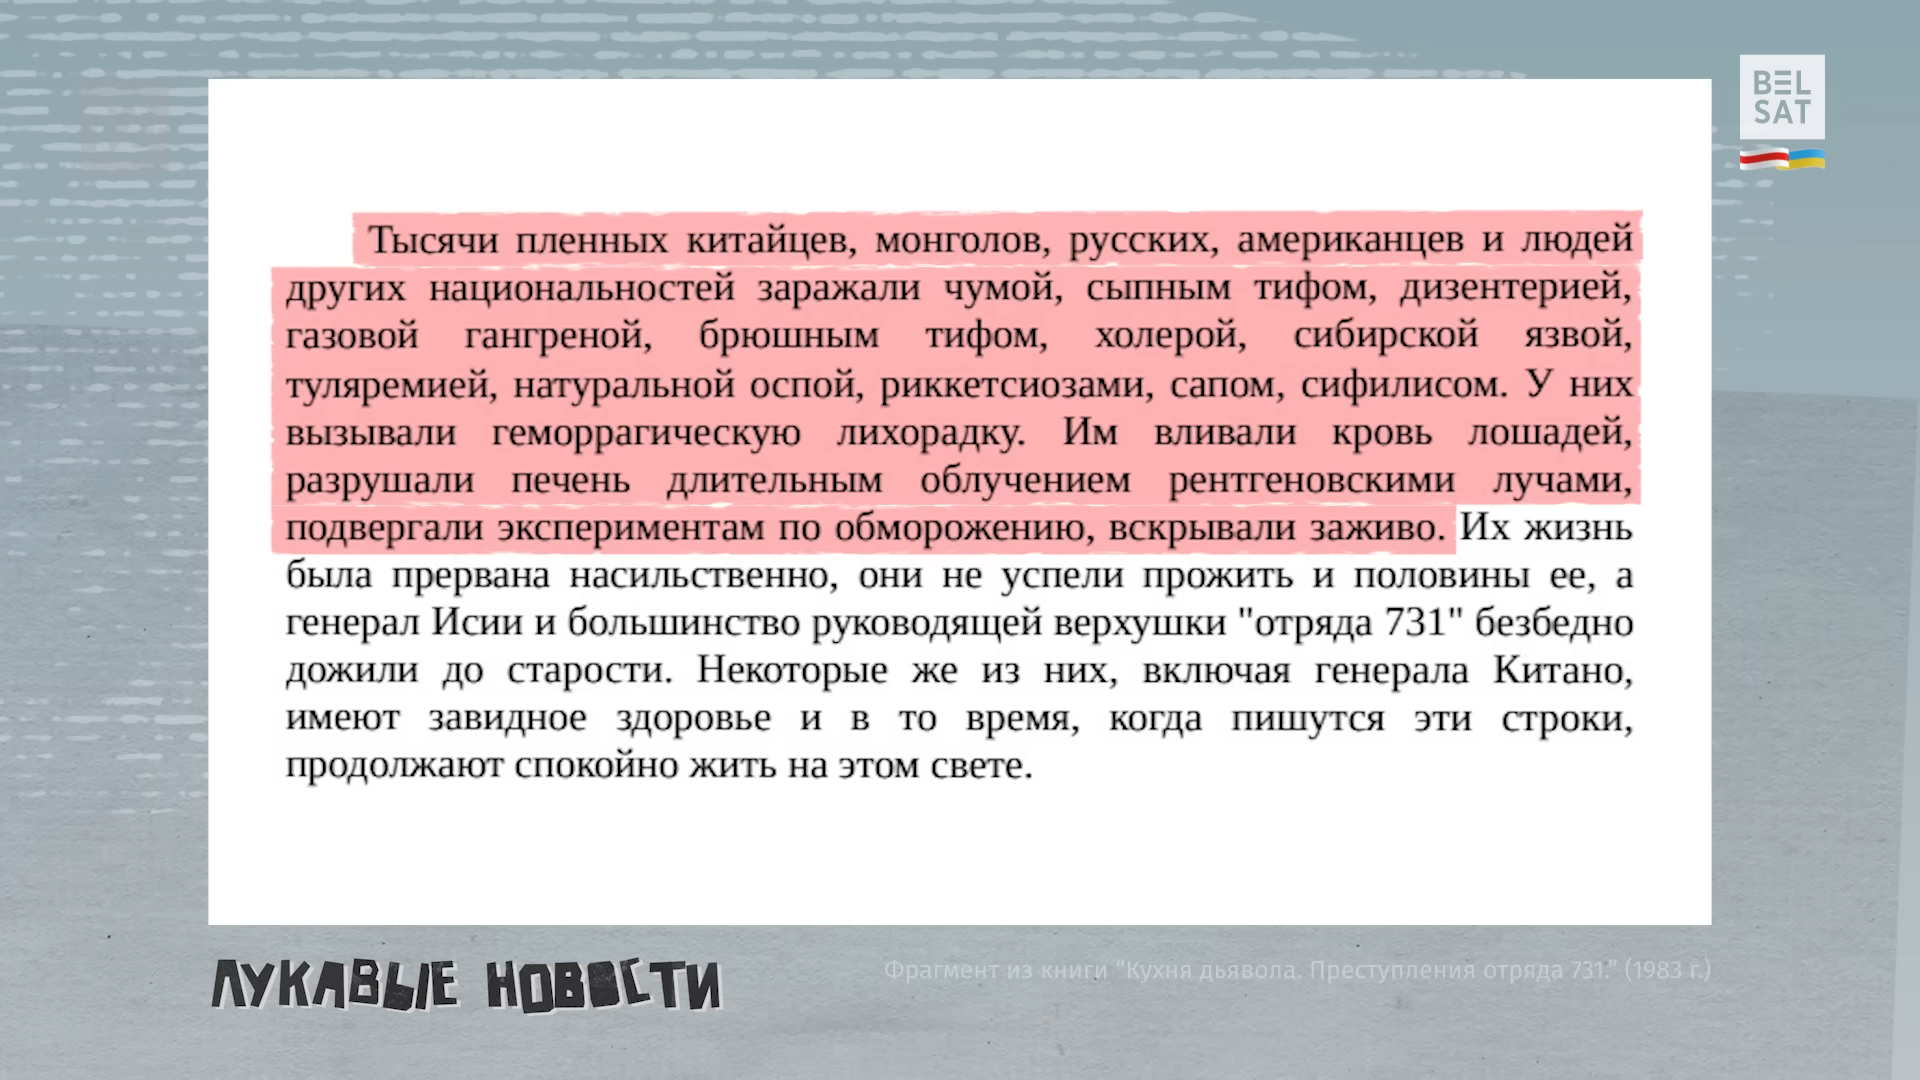 BEL
SAT
Тысячи пленных китайцев, монголов, русских, американцев и людей
других национальностей заражали чумой, сыпным тифом, дизентерией,
газовой гангреной, брюшным тифом, холерой, сибирской язвой,
туляремией, натуральной оспой, риккетсиозами, сапом, сифилисом. У них
вызывали геморрагическую лихорадку. Им вливали кровь лошадей,
разрушали печень длительным облучением рентгеновскими лучами,
подвергали экспериментам по обморожению, вскрывали заживо. Их жизнь
была прервана насильственно, они не успели прожить и половины ее, а
генерал Исии и большинство руководящей верхушки "отряда 731" безбедно
дожили до старости. Некоторые же из них, включая генерала Китано,
имеют завидное здоровье и в то время, когда пишутся эти строки,
продолжают спокойно жить на этом свете.
ЛУКАВЫЕ НОВОСТИ
Фрагмент из книги “Кухня дьявола. Преступления отряда 731.” (1983 г.)